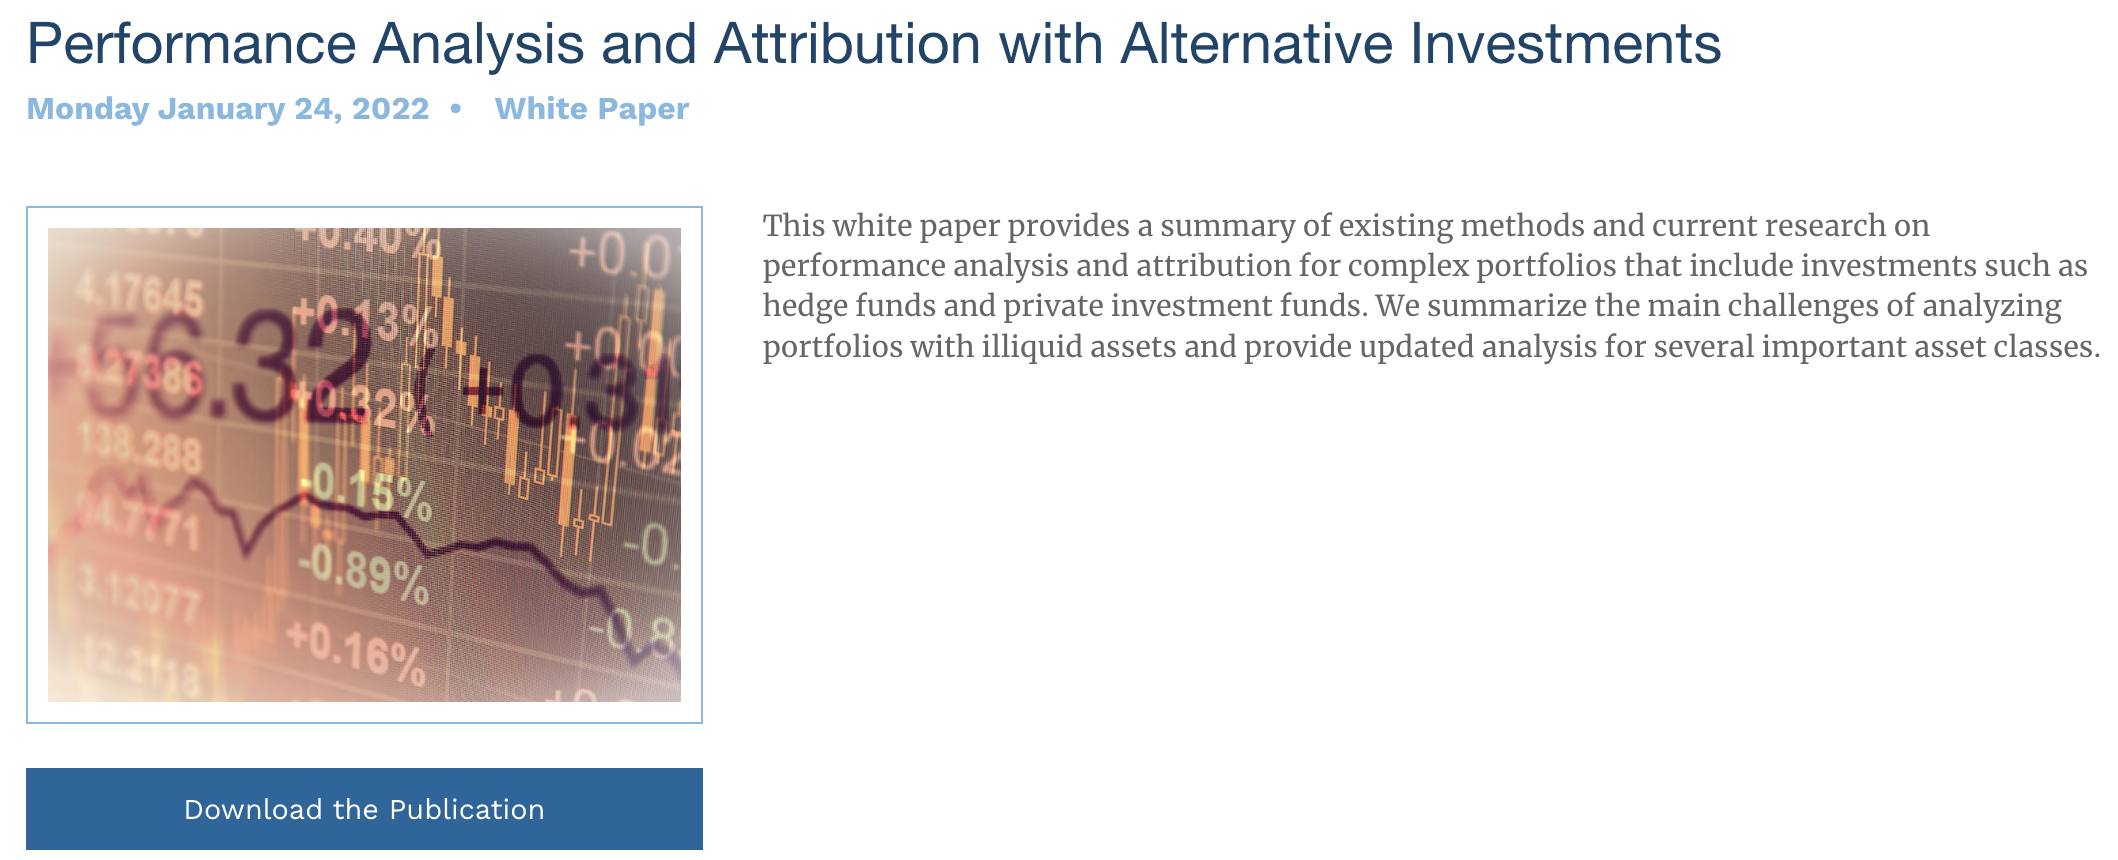 Performance Analysis and Attribution with Alternative Investments
Monday January 24, 2022 • White Paper
This white paper provides a summary of existing methods and current research on
performance analysis and attribution for complex portfolios that include investments such as
hedge funds and private investment funds. We summarize the main challenges of analyzing
portfolios with illiquid assets and provide updated analysis for several important asset classes.
+0.40%
+0.0
4.17645
+0.13%
56.32 (+0.3
9.27386
+0.32%
138.288
+0.02
-0.15%
94.7771
-0.
-0.89%
3.12077
-0.8
+0.16%
12.2118
Download the Publication